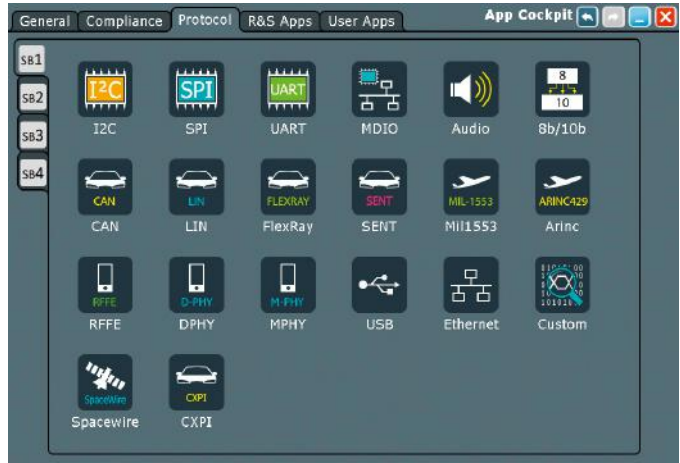 General Compliance Protocol R&S Apps User Apps App Cockpit
SB1
SB2
SB3
SB4
I²C SPI UART 8
10
I2C SPI UART MDIO Audio 8b/10b
CAN LIN FLEXRAY SENT MIL-1553 ARINC429
CAN LIN FlexRay SENT Mil1553 Arinc
RFFE D-PHY M-PHY
RFFE DPHY MPHY USB Ethernet Custom
SpaceWire CXPI
Spacewire CXPI